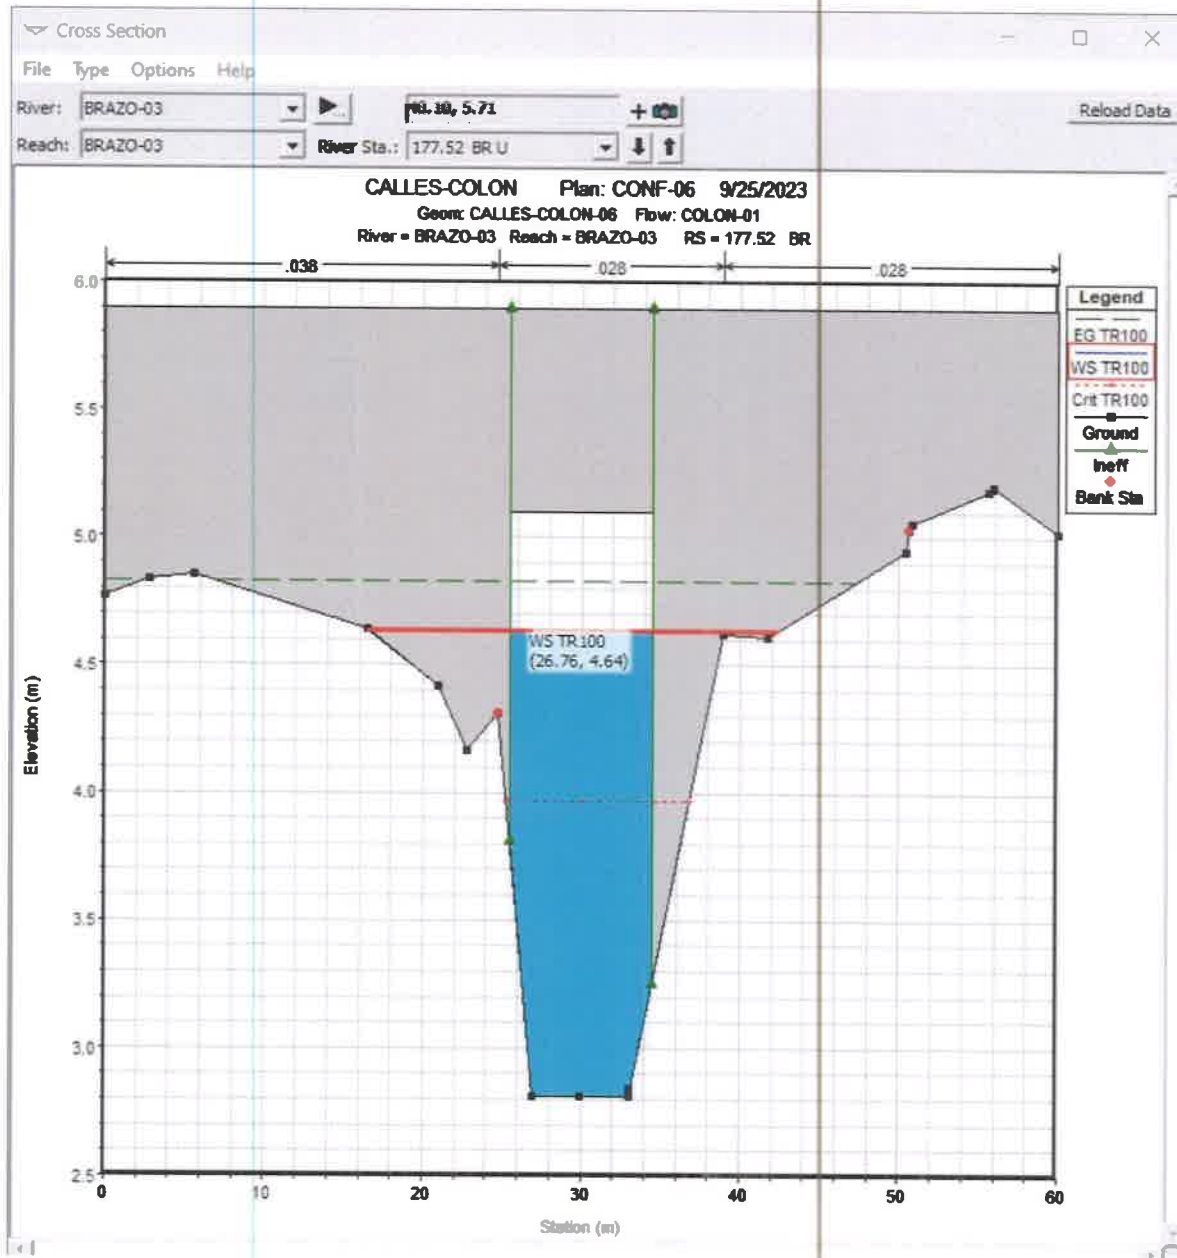 Cross Section
File Type Options Help
River: BRAZO-03
, 5.71
Reload Data
Reach: BRAZO-03 River Sta.: 177.52 BR U
CALLES-COLON Plan: CONF-06 9/25/2023
Geom: CALLES-COLON-06 Flow: COLON-01
River = BRAZO-03 Reach = BRAZO-03 RS = 177.52 BR
.038 .028 .028
Legend
EG TR100
WS TR100
Crit TR100
Ground
Ineff
Bank Sta
6.0
5.5
5.0
4.5
4.0
3.5
3.0
2.5
Elevation (m)
WS TR100
(26.76, 4.64)
0 10 20 30 40 50 60
Station (m)